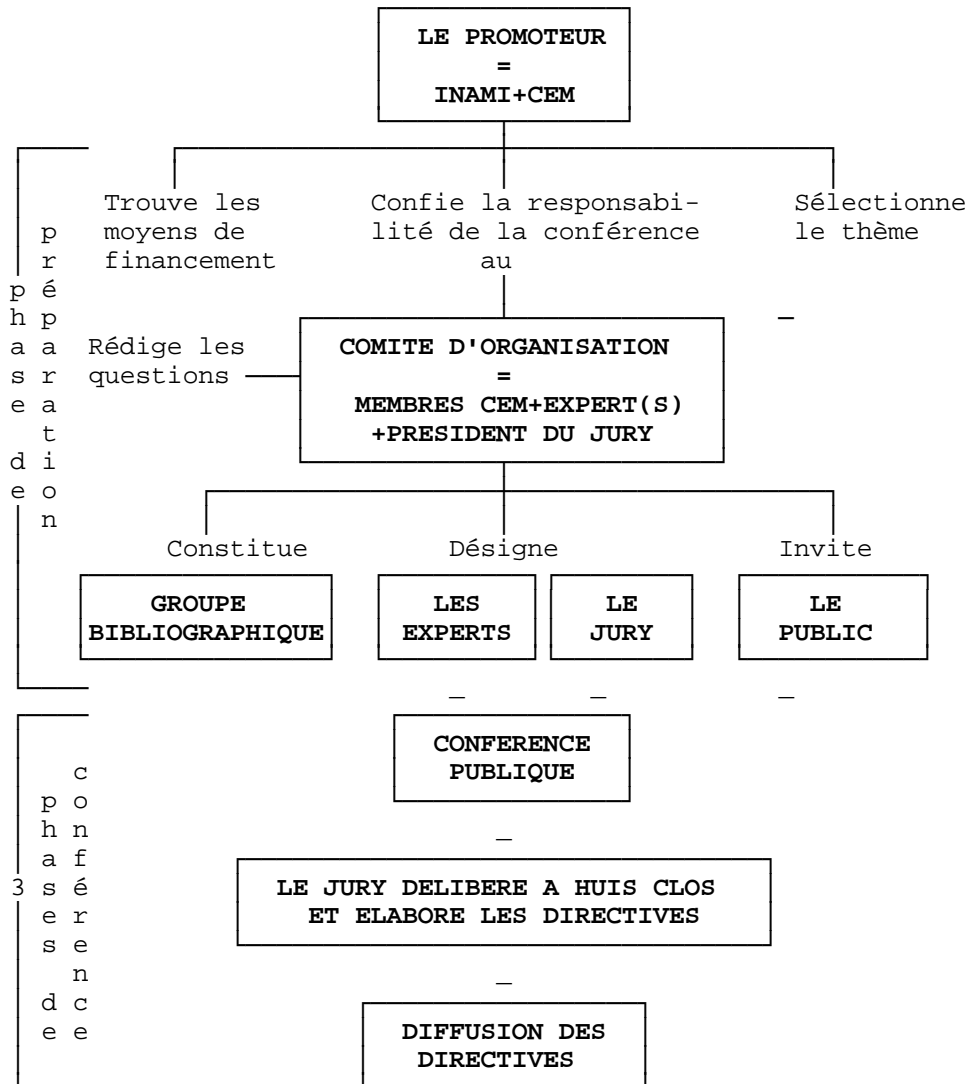 LE PROMOTEUR
=
INAMI+CEM
Trouve les
moyens de
financement
Confie la responsabi-
lité de la conférence
au
Sélectionne
le thème
phase de
préparation
Rédige les
questions
COMITE D'ORGANISATION
=
MEMBRES CEM+EXPERT(S)
+PRESIDENT DU JURY
Constitue
Désigne
Invite
GROUPE
BIBLIOGRAPHIQUE
LES
EXPERTS
LE
JURY
LE
PUBLIC
3 phases de
conférence
CONFERENCE
PUBLIQUE
LE JURY DELIBERE A HUIS CLOS
ET ELABORE LES DIRECTIVES
DIFFUSION DES
DIRECTIVES